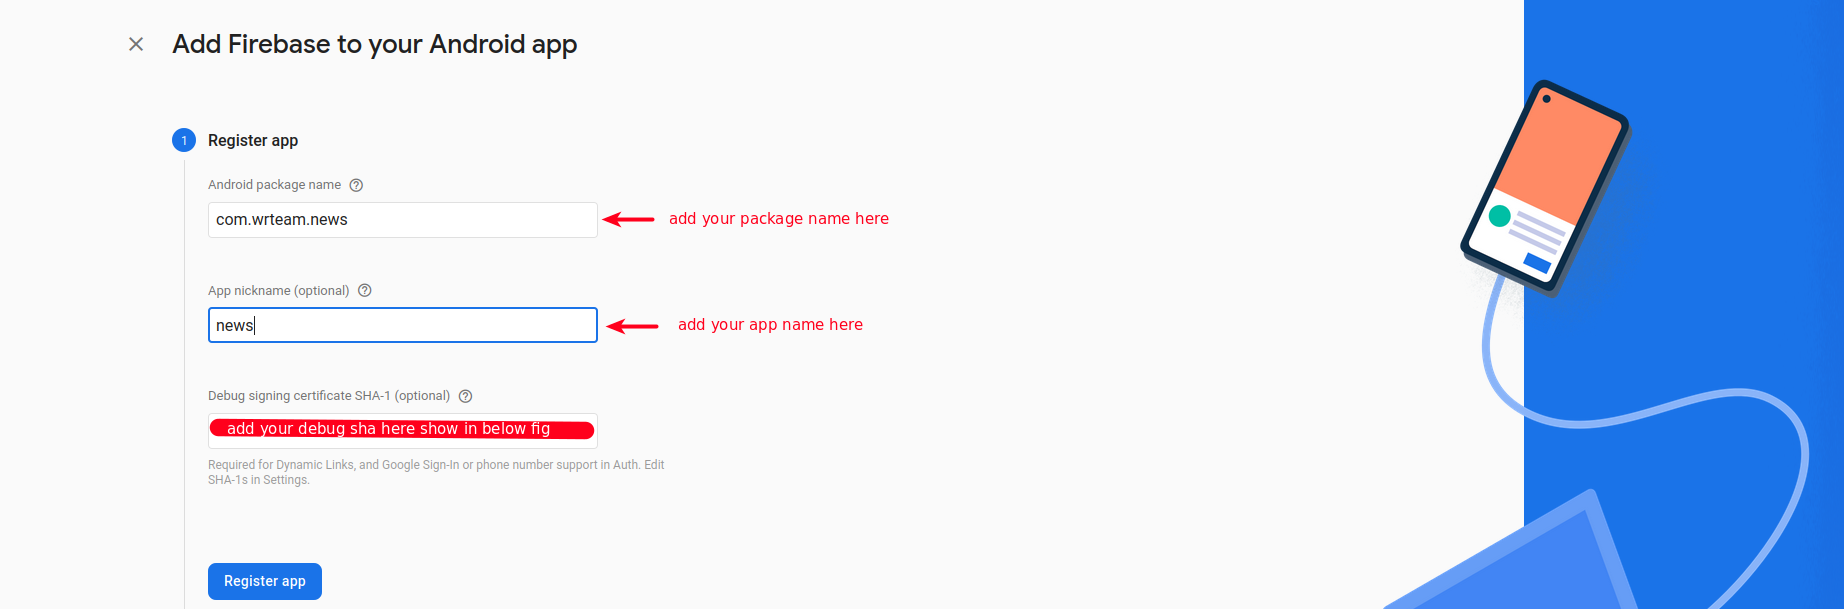 Add Firebase to your Android app
1 Register app
Android package name
com.wrteam.news
add your package name here
App nickname (optional)
news
add your app name here
Debug signing certificate SHA-1 (optional)
add your debug sha here show in below fig
Required for Dynamic Links, and Google Sign-In or phone number support in Auth. Edit
SHA-1s in Settings.
Register app